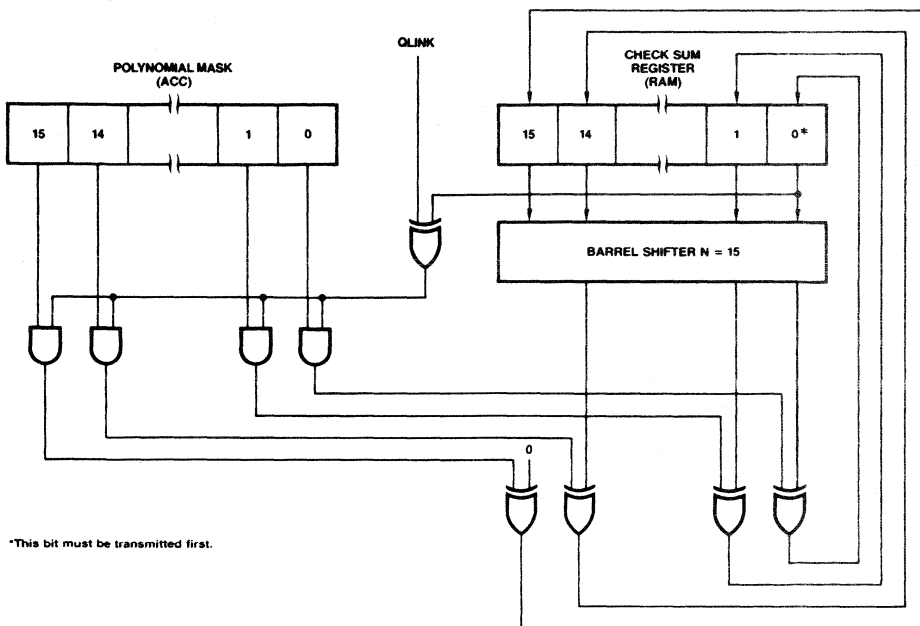 QLINK
POLYNOMIAL MASK
(ACC)
CHECK SUM
REGISTER
(RAM)
15 14 1 0
15 14 1 0*
BARREL SHIFTER N = 15
0
*This bit must be transmitted first.